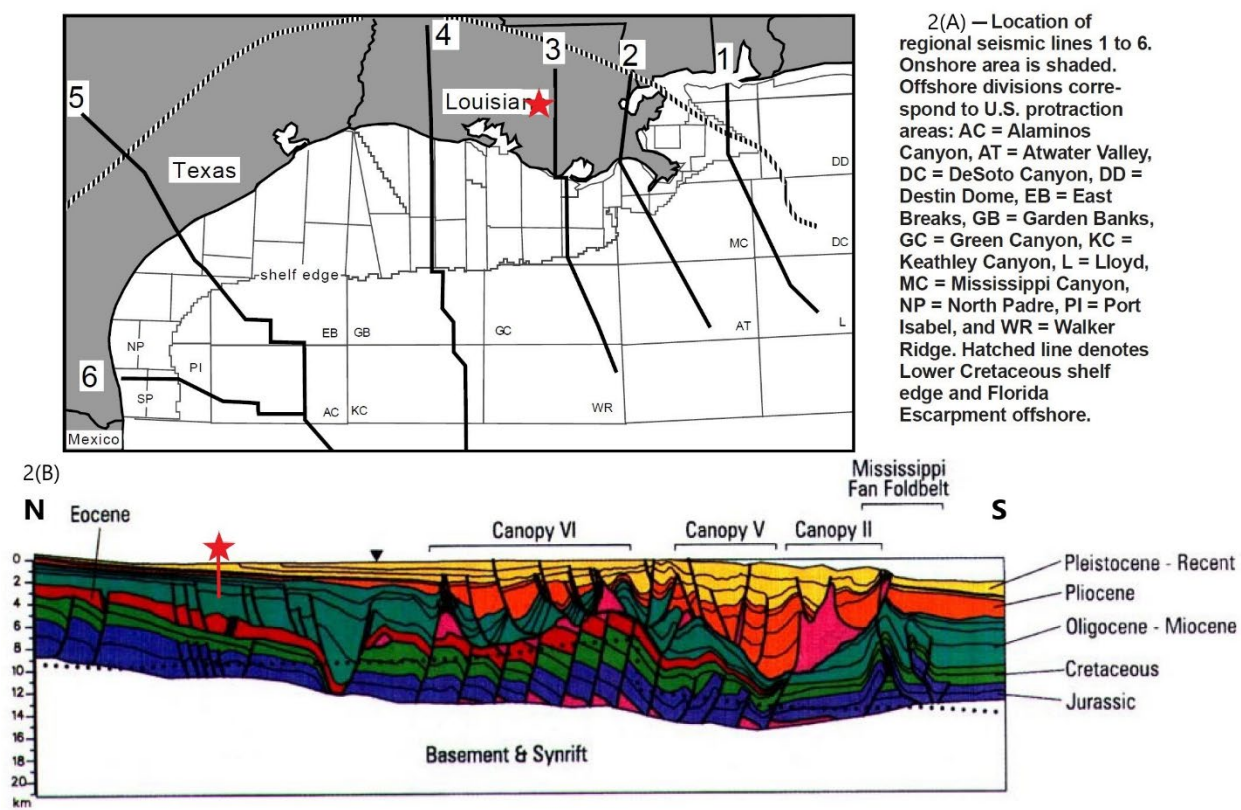 2(A) — Location of
regional seismic lines 1 to 6.
Onshore area is shaded.
Offshore divisions corre-
spond to U.S. protraction
areas: AC = Alaminos
Canyon, AT = Atwater Valley,
DC = DeSoto Canyon, DD =
Destin Dome, EB = East
Breaks, GB = Garden Banks,
GC = Green Canyon, KC =
Keathley Canyon, L = Lloyd,
MC = Mississippi Canyon,
NP = North Padre, PI = Port
Isabel, and WR = Walker
Ridge. Hatched line denotes
Lower Cretaceous shelf
edge and Florida
Escarpment offshore.
4
3
2
1
5
Louisian
Texas
DD
shelf edge
MC
DC
EB
GB
GC
AT
L
NP
PI
6
SP
AC
KC
WR
Mexico
2(B)
Mississippi
Fan Foldbelt
N
S
Eocene
Canopy VI
Canopy V
Canopy II
0
2
4
6
8
10
12
14
16
18
20
km
Pleistocene - Recent
Pliocene
Oligocene - Miocene
Cretaceous
Jurassic
Basement & Synrift